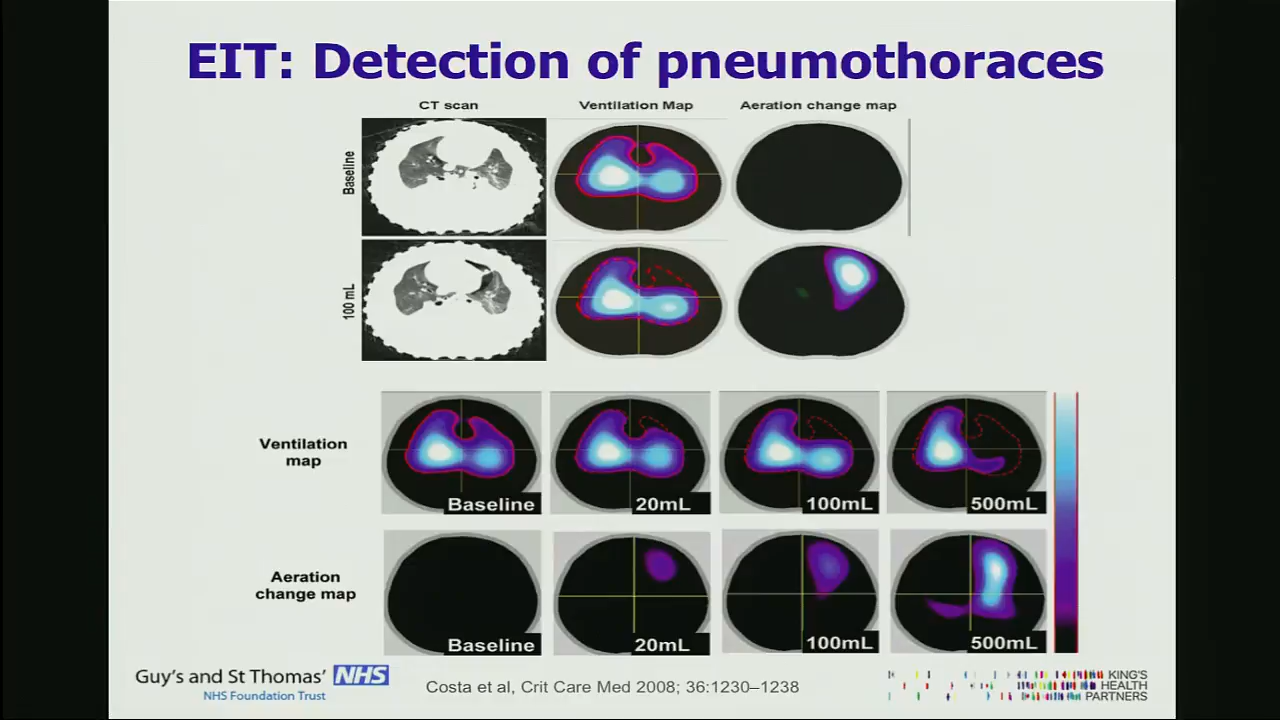 EIT: Detection of pneumothoraces
CT scan
Ventilation Map
Aeration change map
Baseline
100 mL
Ventilation
map
Baseline
20mL
100mL
500mL
Aeration
change map
Baseline
20mL
100mL
500mL
Guy's and St Thomas' NHS
NHS Foundation Trust
Costa et al, Crit Care Med 2008; 36:1230–1238
KING'S
HEALTH
PARTNERS